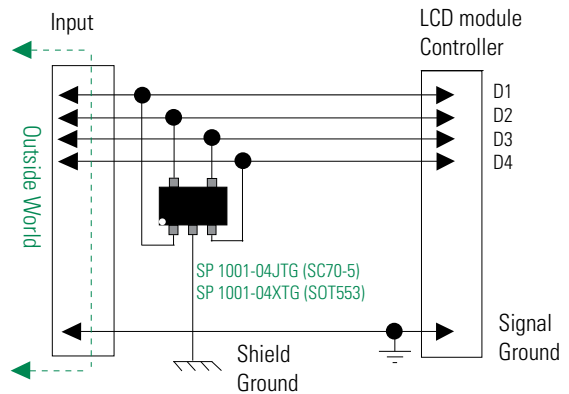 Input
LCD module
Controller
Outside World
D1
D2
D3
D4
SP 1001-04JTG (SC70-5)
SP 1001-04XTG (SOT553)
Shield
Ground
Signal
Ground